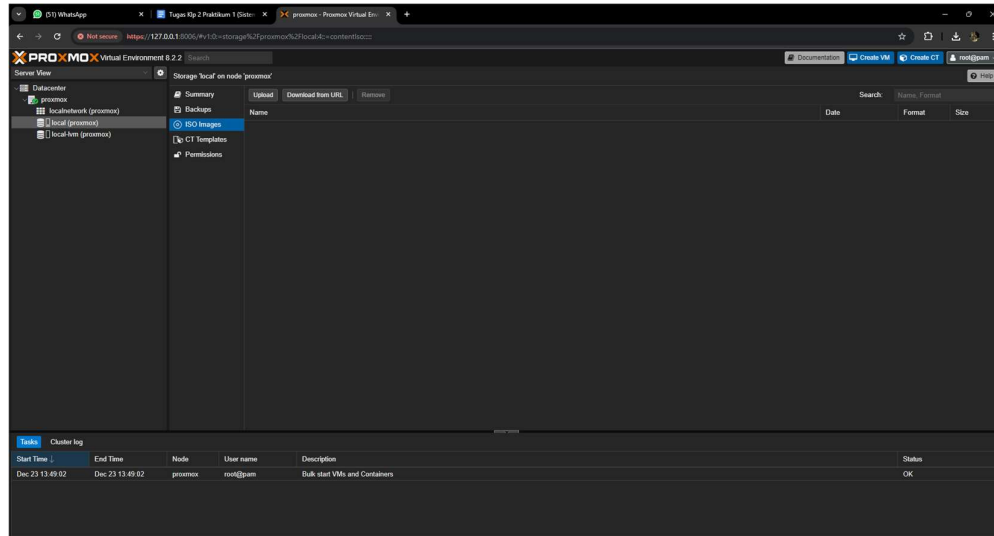 (51) WhatsApp
Tugas Klp 2 Praktikum 1 (Sister
proxmox - Proxmox Virtual Env
Not secure https://127.0.0.1:8006/#v1:0:=storage%2Fproxmox%2Flocal:4::=contentIso:::::
PROXMOX Virtual Environment 8.2.2 Search Documentation Create VM Create CT root@pam
Server View Storage 'local' on node 'proxmox' Help
Datacenter
proxmox
localnetwork (proxmox)
local (proxmox)
local-lvm (proxmox)
Summary
Backups
ISO Images
CT Templates
Permissions
Upload Download from URL Remove Search: Name, Format
Name Date Format Size
Tasks Cluster log
Start Time End Time Node User name Description Status
Dec 23 13:49:02 Dec 23 13:49:02 proxmox root@pam Bulk start VMs and Containers OK